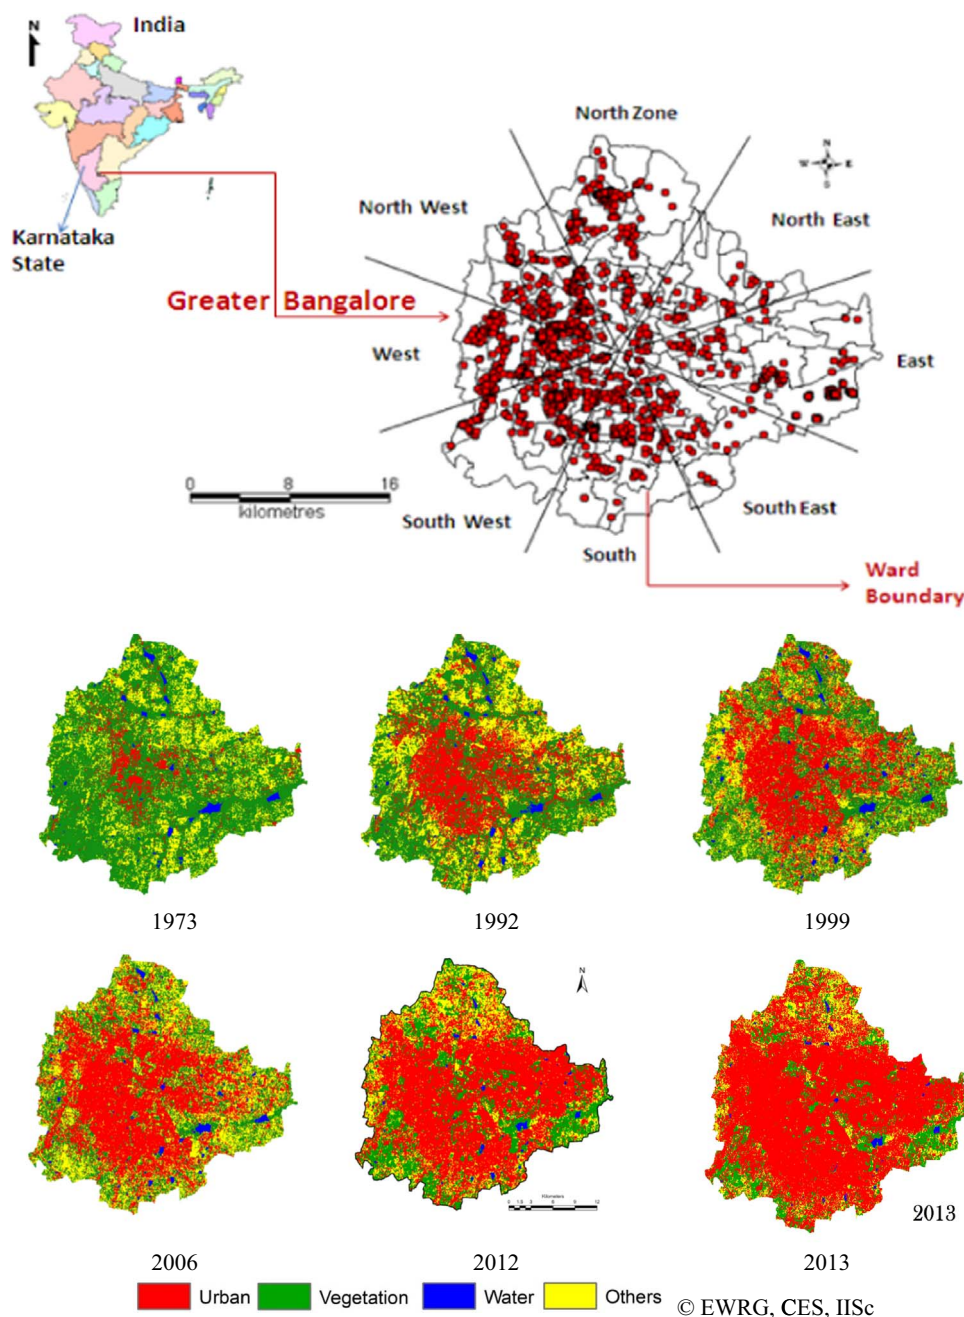 N
India
Karnataka
State
North Zone
N
W E
S
North West
North East
Greater Bangalore
West
East
0 8 16
kilometres
South West
South East
South
Ward
Boundary
1973
1992
1999
N
Kilometers
2013
2006
2012
2013
Urban
Vegetation
Water
Others
© EWRG, CES, IISc